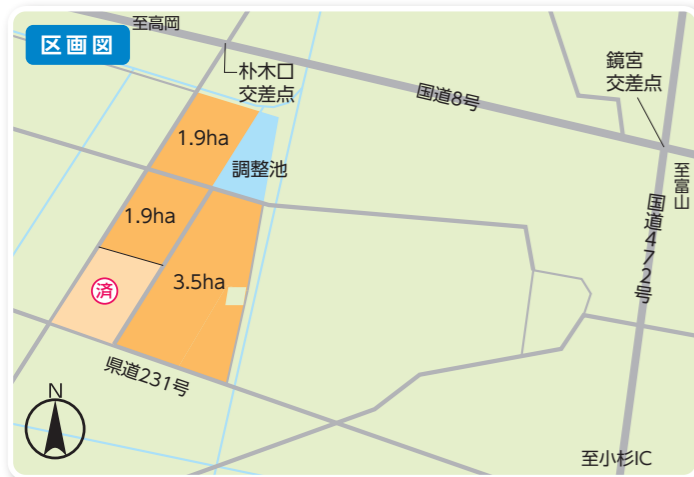 区画図
至高岡
朴木口
交差点
国道8号
鏡宮
交差点
至富山
国道472号
1.9ha
調整池
1.9ha
3.5ha
済
県道231号
N
至小杉IC